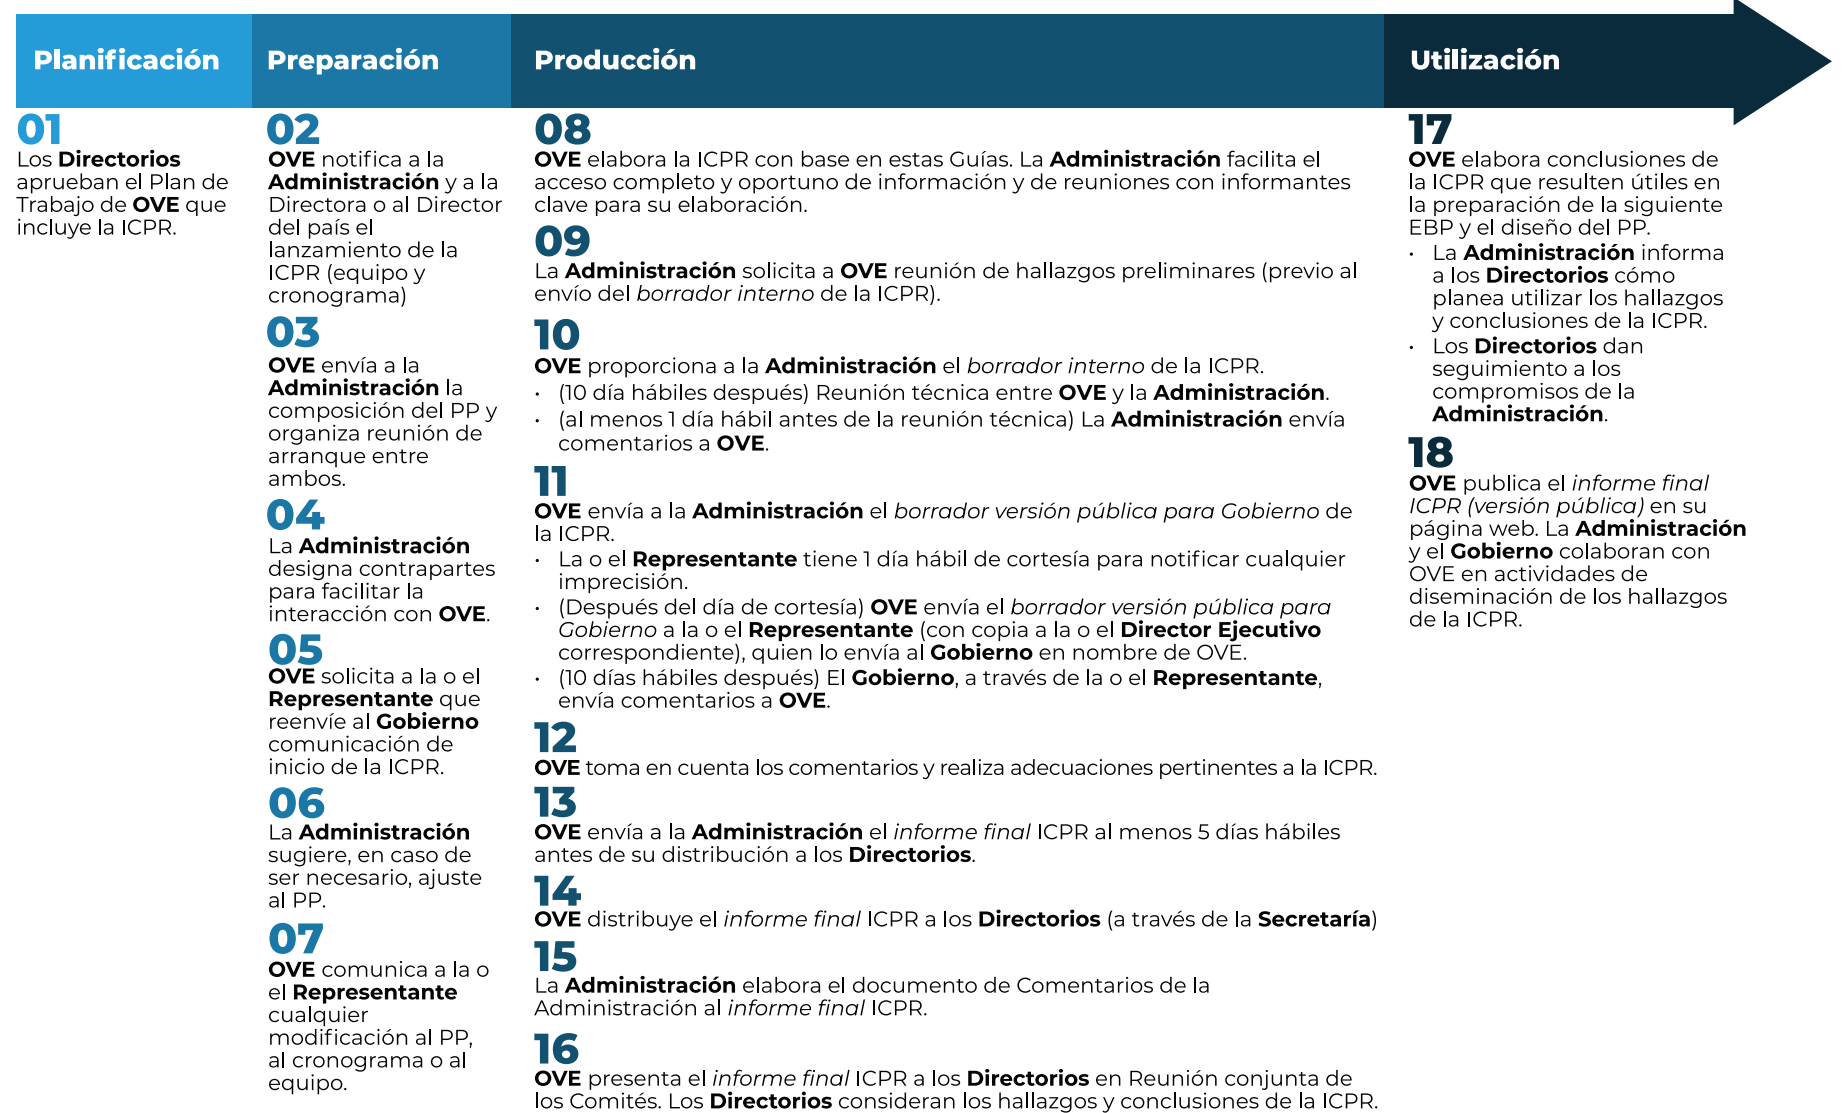 Planificación
Preparación
Producción
Utilización
01
Los Directorios
aprueban el Plan de
Trabajo de OVE que
incluye la ICPR.
02
OVE notifica a la
Administración y a la
Directora o al Director
del país el
lanzamiento de la
ICPR (equipo y
cronograma)
03
OVE envía a la
Administración la
composición del PP y
organiza reunión de
arranque entre
ambos.
04
La Administración
designa contrapartes
para facilitar la
interacción con OVE.
05
OVE solicita a la o el
Representante que
reenvíe al Gobierno
comunicación de
inicio de la ICPR.
06
La Administración
sugiere, en caso de
ser necesario, ajuste
al PP.
07
OVE comunica a la o
el Representante
cualquier
modificación al PP,
al cronograma o al
equipo.
08
OVE elabora la ICPR con base en estas Guías. La Administración facilita el
acceso completo y oportuno de información y de reuniones con informantes
clave para su elaboración.
09
La Administración solicita a OVE reunión de hallazgos preliminares (previo al
envío del borrador interno de la ICPR).
10
OVE proporciona a la Administración el borrador interno de la ICPR.
• (10 día hábiles después) Reunión técnica entre OVE y la Administración.
• (al menos 1 día hábil antes de la reunión técnica) La Administración envía
comentarios a OVE.
11
OVE envía a la Administración el borrador versión pública para Gobierno de
la ICPR.
• La o el Representante tiene 1 día hábil de cortesía para notificar cualquier
imprecisión.
• (Después del día de cortesía) OVE envía el borrador versión pública para
Gobierno a la o el Representante (con copia a la o el Director Ejecutivo
correspondiente), quien lo envía al Gobierno en nombre de OVE.
• (10 días hábiles después) El Gobierno, a través de la o el Representante,
envía comentarios a OVE.
12
OVE toma en cuenta los comentarios y realiza adecuaciones pertinentes a la ICPR.
13
OVE envía a la Administración el informe final ICPR al menos 5 días hábiles
antes de su distribución a los Directorios.
14
OVE distribuye el informe final ICPR a los Directorios (a través de la Secretaría)
15
La Administración elabora el documento de Comentarios de la
Administración al informe final ICPR.
16
OVE presenta el informe final ICPR a los Directorios en Reunión conjunta de
los Comités. Los Directorios consideran los hallazgos y conclusiones de la ICPR.
17
OVE elabora conclusiones de
la ICPR que resulten útiles en
la preparación de la siguiente
EBP y el diseño del PP.
• La Administración informa
a los Directorios cómo
planea utilizar los hallazgos
y conclusiones de la ICPR.
• Los Directorios dan
seguimiento a los
compromisos de la
Administración.
18
OVE publica el informe final
ICPR (versión pública) en su
página web. La Administración
y el Gobierno colaboran con
OVE en actividades de
diseminación de los hallazgos
de la ICPR.